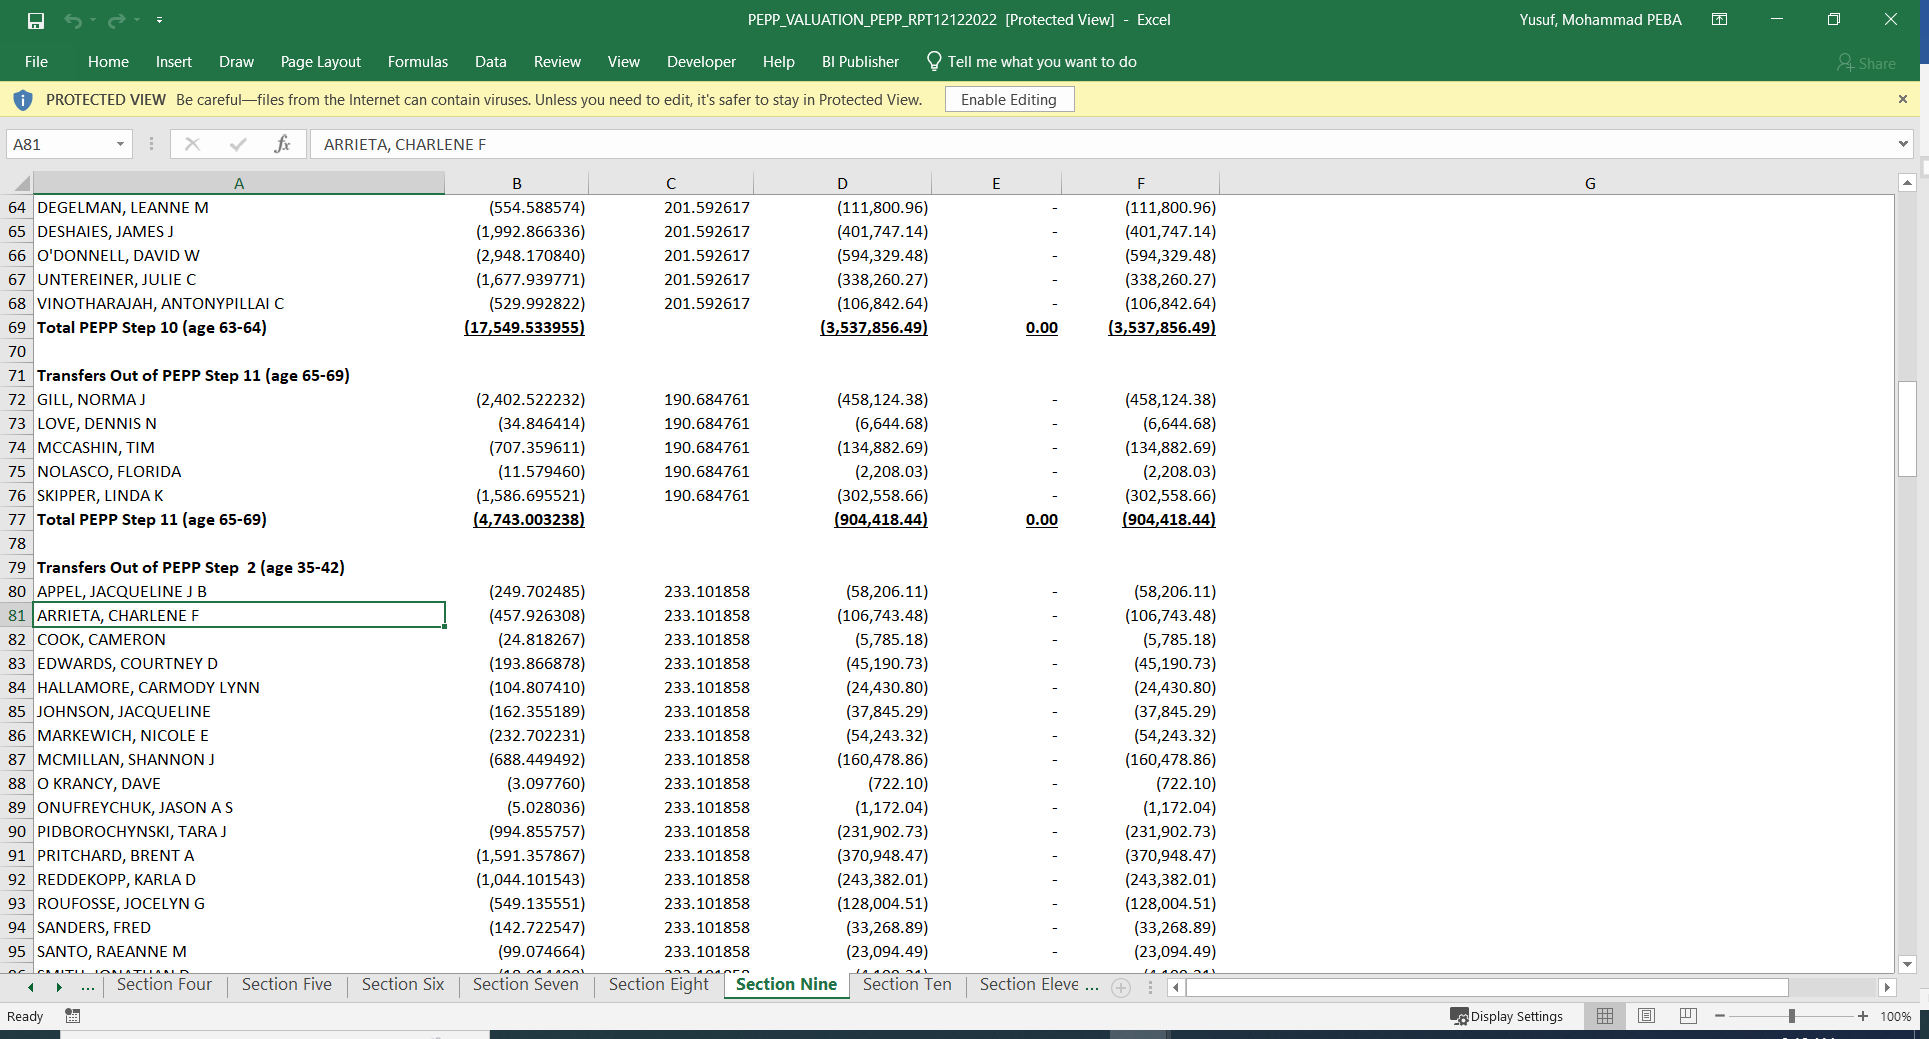 PEPP_VALUATION_PEPP_RPT12122022 [Protected View] - Excel Yusuf, Mohammad PEBA
File Home Insert Draw Page Layout Formulas Data Review View Developer Help BI Publisher Tell me what you want to do Share
PROTECTED VIEW Be careful—files from the Internet can contain viruses. Unless you need to edit, it's safer to stay in Protected View. Enable Editing
A81 fx ARRIETA, CHARLENE F
A B C D E F G
64 DEGELMAN, LEANNE M (554.588574) 201.592617 (111,800.96) - (111,800.96)
65 DESHAIES, JAMES J (1,992.866336) 201.592617 (401,747.14) - (401,747.14)
66 O'DONNELL, DAVID W (2,948.170840) 201.592617 (594,329.48) - (594,329.48)
67 UNTEREINER, JULIE C (1,677.939771) 201.592617 (338,260.27) - (338,260.27)
68 VINOTHARAJAH, ANTONYPILLAI C (529.992822) 201.592617 (106,842.64) - (106,842.64)
69 Total PEPP Step 10 (age 63-64) (17,549.533955) (3,537,856.49) 0.00 (3,537,856.49)
70
71 Transfers Out of PEPP Step 11 (age 65-69)
72 GILL, NORMA J (2,402.522232) 190.684761 (458,124.38) - (458,124.38)
73 LOVE, DENNIS N (34.846414) 190.684761 (6,644.68) - (6,644.68)
74 MCCASHIN, TIM (707.359611) 190.684761 (134,882.69) - (134,882.69)
75 NOLASCO, FLORIDA (11.579460) 190.684761 (2,208.03) - (2,208.03)
76 SKIPPER, LINDA K (1,586.695521) 190.684761 (302,558.66) - (302,558.66)
77 Total PEPP Step 11 (age 65-69) (4,743.003238) (904,418.44) 0.00 (904,418.44)
78
79 Transfers Out of PEPP Step  2 (age 35-42)
80 APPEL, JACQUELINE J B (249.702485) 233.101858 (58,206.11) - (58,206.11)
81 ARRIETA, CHARLENE F (457.926308) 233.101858 (106,743.48) - (106,743.48)
82 COOK, CAMERON (24.818267) 233.101858 (5,785.18) - (5,785.18)
83 EDWARDS, COURTNEY D (193.866878) 233.101858 (45,190.73) - (45,190.73)
84 HALLAMORE, CARMODY LYNN (104.807410) 233.101858 (24,430.80) - (24,430.80)
85 JOHNSON, JACQUELINE (162.355189) 233.101858 (37,845.29) - (37,845.29)
86 MARKEWICH, NICOLE E (232.702231) 233.101858 (54,243.32) - (54,243.32)
87 MCMILLAN, SHANNON J (688.449492) 233.101858 (160,478.86) - (160,478.86)
88 O KRANCY, DAVE (3.097760) 233.101858 (722.10) - (722.10)
89 ONUFREYCHUK, JASON A S (5.028036) 233.101858 (1,172.04) - (1,172.04)
90 PIDBOROCHYNSKI, TARA J (994.855757) 233.101858 (231,902.73) - (231,902.73)
91 PRITCHARD, BRENT A (1,591.357867) 233.101858 (370,948.47) - (370,948.47)
92 REDDEKOPP, KARLA D (1,044.101543) 233.101858 (243,382.01) - (243,382.01)
93 ROUFOSSE, JOCELYN G (549.135551) 233.101858 (128,004.51) - (128,004.51)
94 SANDERS, FRED (142.722547) 233.101858 (33,268.89) - (33,268.89)
95 SANTO, RAEANNE M (99.074664) 233.101858 (23,094.49) - (23,094.49)
... Section Four Section Five Section Six Section Seven Section Eight Section Nine Section Ten Section Eleve ...
Ready Display Settings 100%